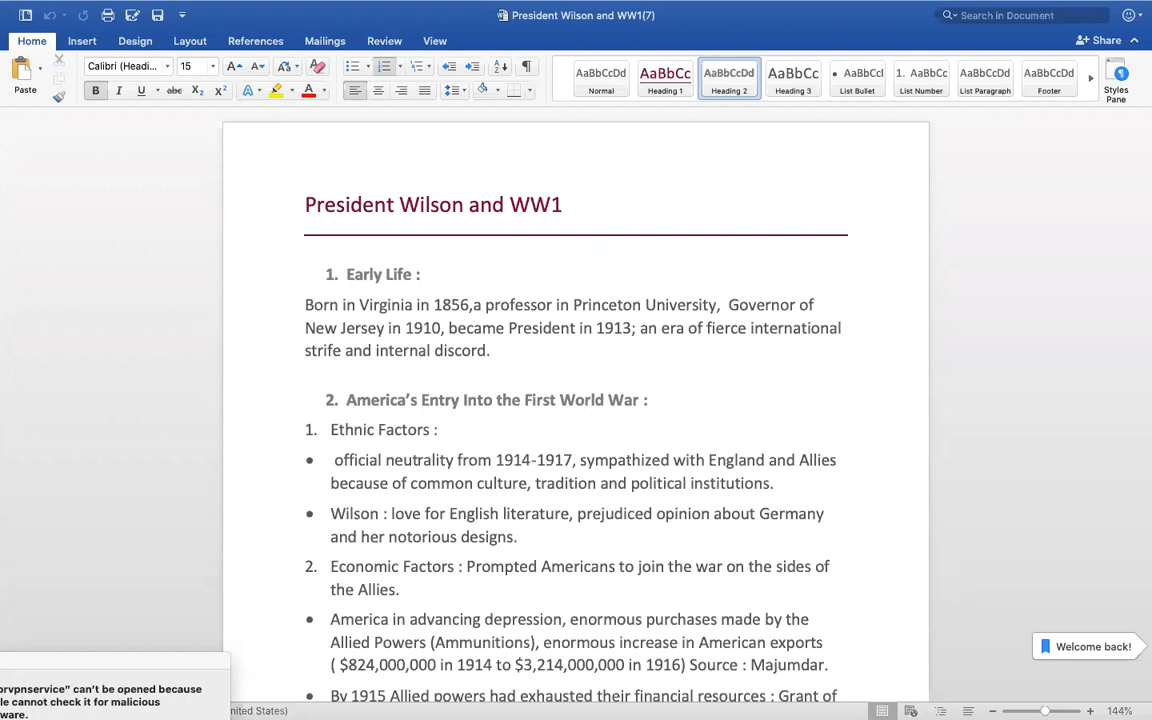 President Wilson and WW1(7)
Search in Document
Home Insert Design Layout References Mailings Review View
Share
Paste
Calibri (Headi... 15
B I U abc X2 X2
AaBbCcDd AaBbCc AaBbCcDd AaBbCc AaBbCcI 1. AaBbCc AaBbCcDd AaBbCcDd
Normal Heading 1 Heading 2 Heading 3 List Bullet List Number List Paragraph Footer
Styles
Pane
President Wilson and WW1
1. Early Life :
Born in Virginia in 1856,a professor in Princeton University, Governor of
New Jersey in 1910, became President in 1913; an era of fierce international
strife and internal discord.
2. America's Entry Into the First World War :
1. Ethnic Factors :
• official neutrality from 1914-1917, sympathized with England and Allies
because of common culture, tradition and political institutions.
• Wilson : love for English literature, prejudiced opinion about Germany
and her notorious designs.
2. Economic Factors : Prompted Americans to join the war on the sides of
the Allies.
• America in advancing depression, enormous purchases made by the
Allied Powers (Ammunitions), enormous increase in American exports
( $824,000,000 in 1914 to $3,214,000,000 in 1916) Source : Majumdar.
• By 1915 Allied powers had exhausted their financial resources : Grant of
Welcome back!
prvpnservice" can't be opened because
le cannot check it for malicious
ware.
nited States)
144%